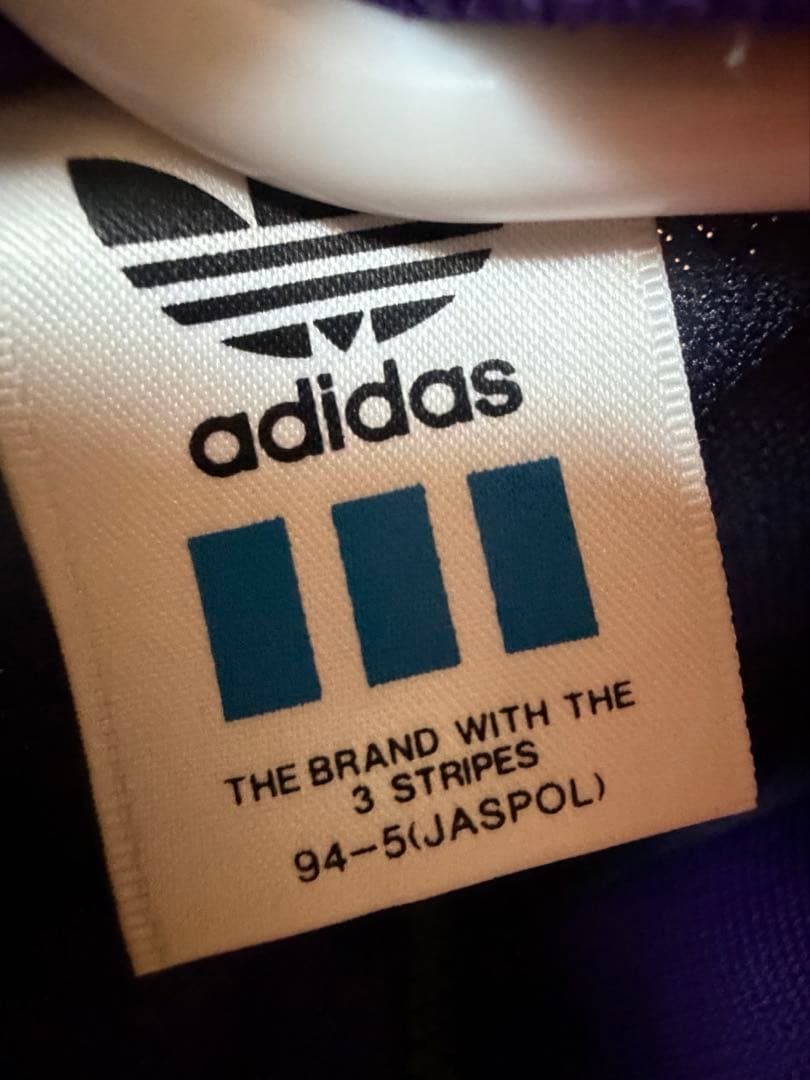 adidas
THE BRAND WITH THE
3 STRIPES
94-5(JASPOL)